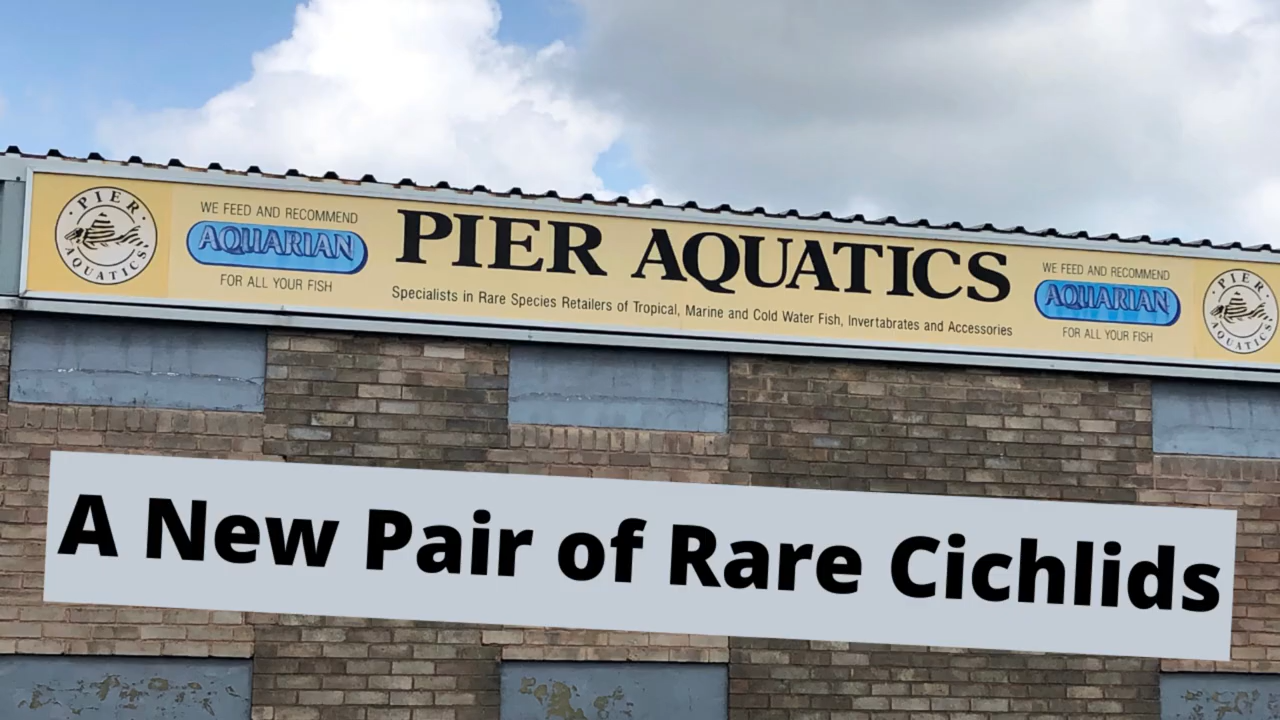 PIER AQUATICS
WE FEED AND RECOMMEND
AQUARIAN
FOR ALL YOUR FISH
PIER AQUATICS
Specialists in Rare Species Retailers of Tropical, Marine and Cold Water Fish, Invertabrates and Accessories
WE FEED AND RECOMMEND
AQUARIAN
FOR ALL YOUR FISH
PIER AQUATICS
A New Pair of Rare Cichlids